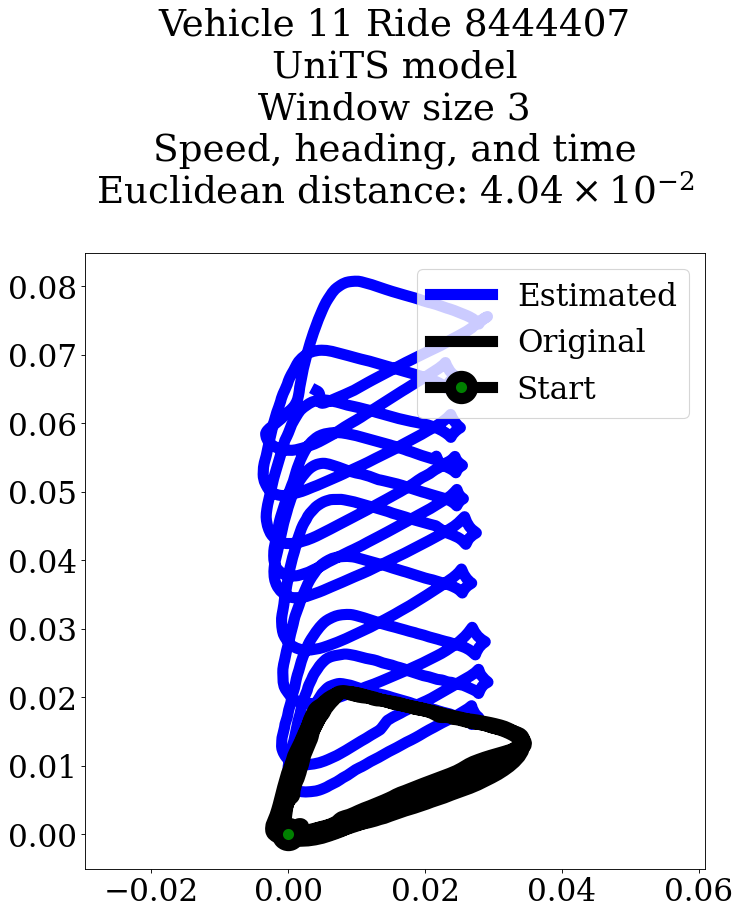 Vehicle 11 Ride 8444407
UniTS model
Window size 3
Speed, heading, and time
Euclidean distance: 4.04 × 10⁻²
Estimated
Original
Start
0.08
0.07
0.06
0.05
0.04
0.03
0.02
0.01
0.00
−0.02 0.00 0.02 0.04 0.06